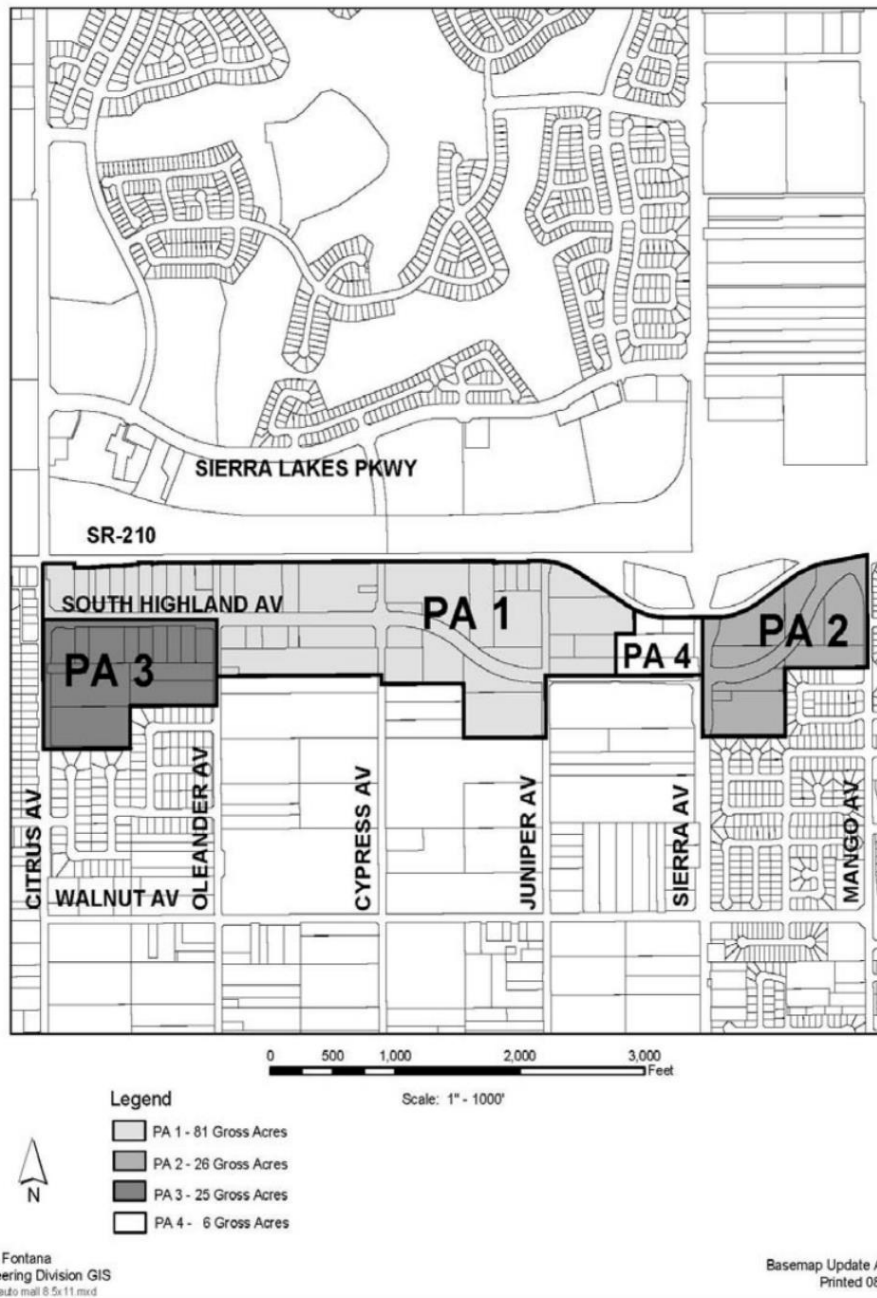 SIERRA LAKES PKWY
SR-210
SOUTH HIGHLAND AV
PA 1
PA 2
PA 3
PA 4
CITRUS AV
OLEANDER AV
CYPRESS AV
JUNIPER AV
SIERRA AV
MANGO AV
WALNUT AV
0 500 1,000 2,000 3,000
Feet
Scale: 1" - 1000'
Legend
PA 1 - 81 Gross Acres
PA 2 - 26 Gross Acres
PA 3 - 25 Gross Acres
PA 4 - 6 Gross Acres
N
Fontana
eering Division GIS
auto mall 8.5x11.mxd
Basemap Update A
Printed 08